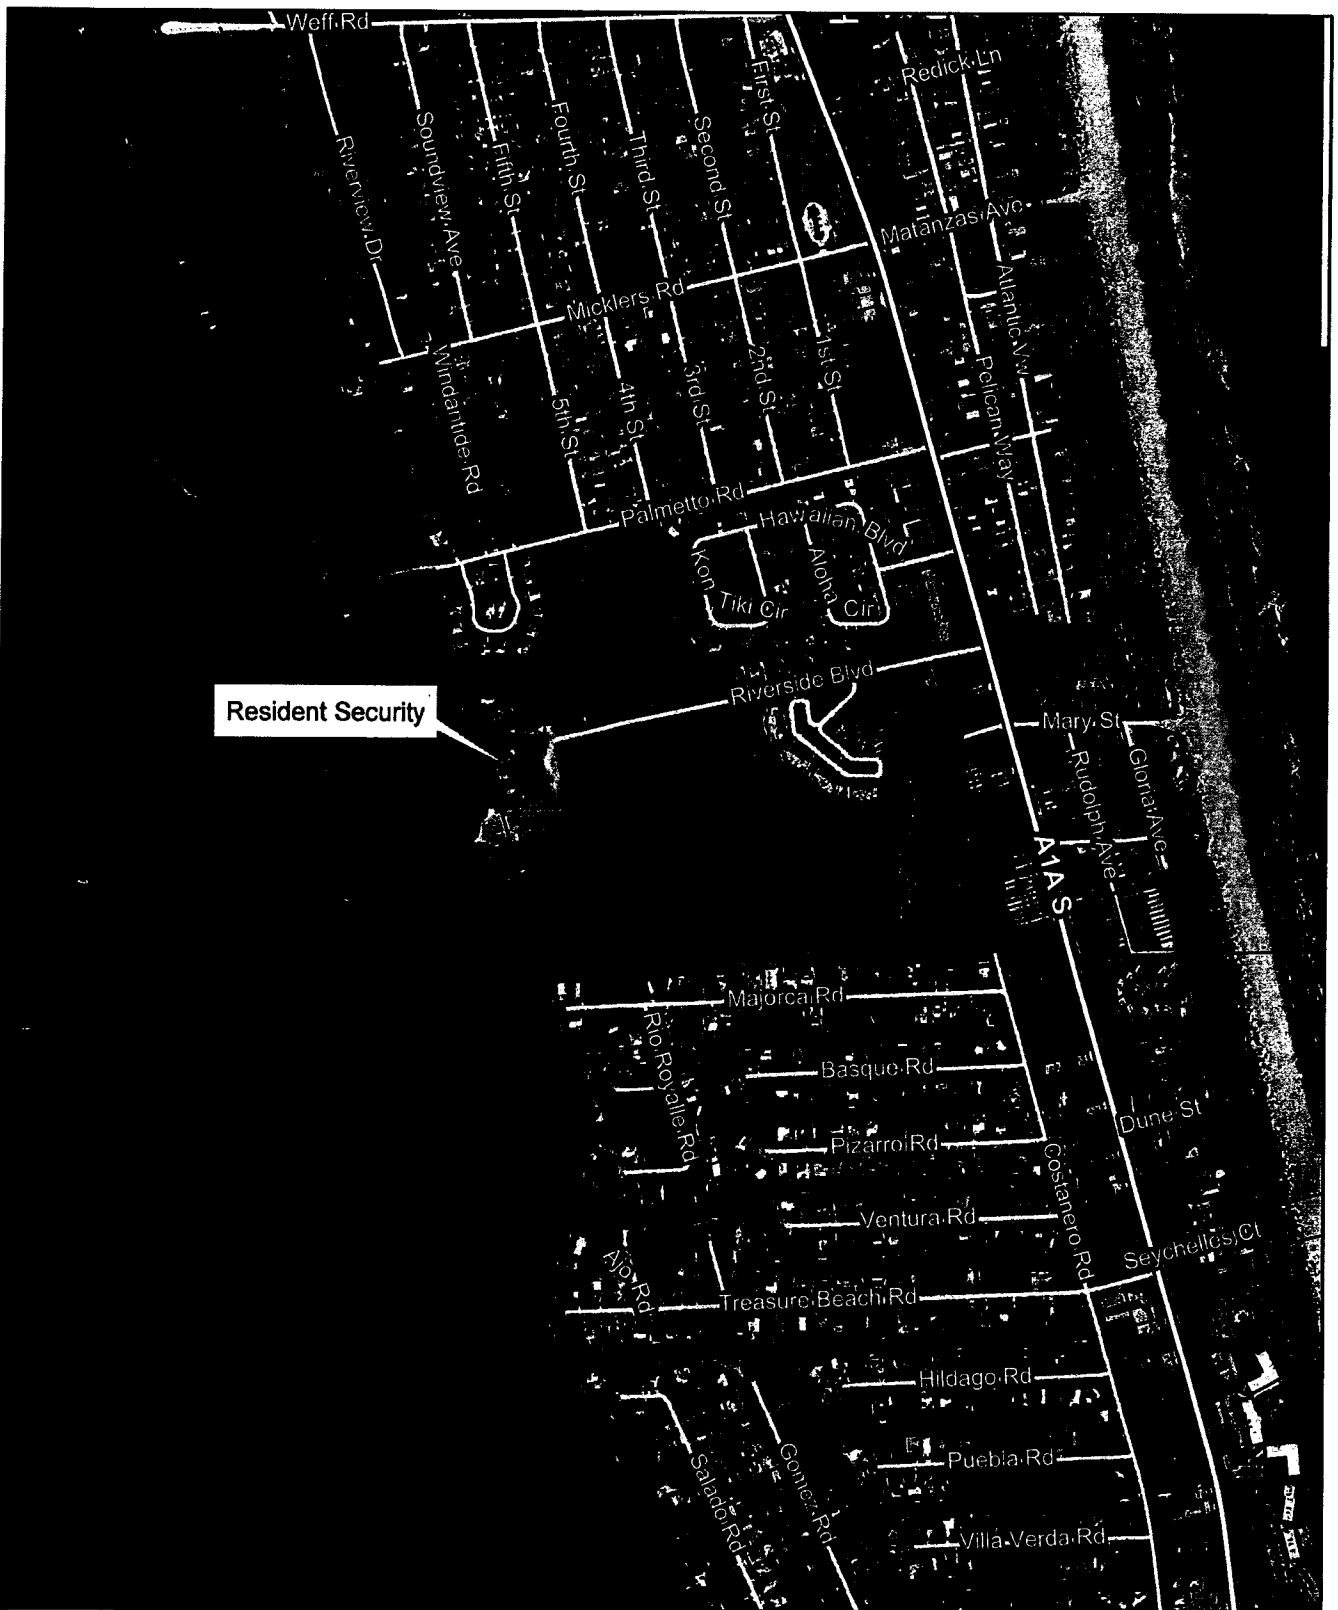 Weff Rd
Redick Ln
First St
Second St
Third St
Fourth St
Fifth St
Soundview Ave
Riverview Dr
Matanzas Ave
Micklers Rd
Atlantic Vw
Pelican Way
Windantide Rd
5th St
4th St
3rd St
2nd St
1st St
Palmetto Rd
Hawaiian Blvd
Kon Tiki Cir
Aloha Cir
Riverside Blvd
Resident Security
Mary St
Gloria Ave
Rudolph Ave
A1A S
Majorca Rd
Rio Royalle Rd
Basque Rd
Dune St
Pizarro Rd
Costanero Rd
Ventura Rd
Seychelles Ct
Ajo Rd
Treasure Beach Rd
Hildago Rd
Gomez Rd
Salado Rd
Puebla Rd
Villa Verda Rd